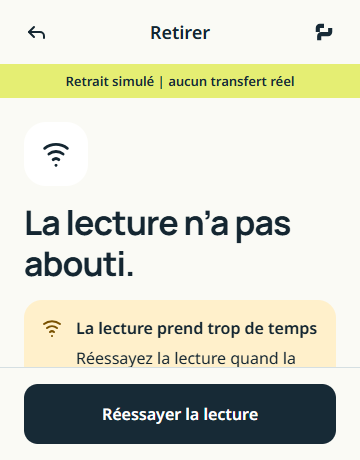 Retirer
Retrait simulé | aucun transfert réel
La lecture n’a pas
abouti.
La lecture prend trop de temps
Réessayez la lecture quand la
Réessayer la lecture